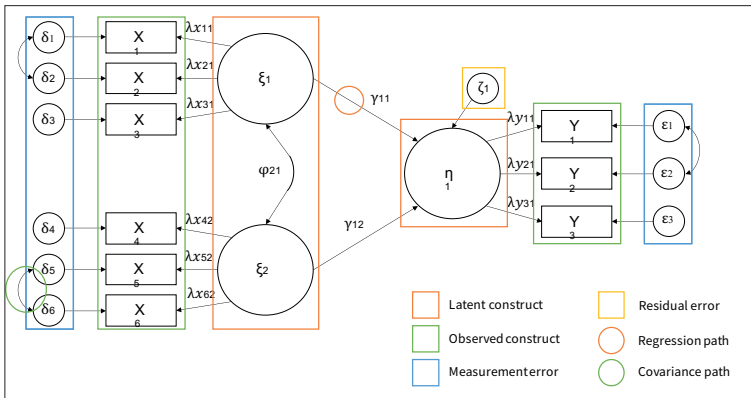 δ1 X 1 λx11
δ2 X 2 λx21
δ3 X 3 λx31
ξ1
γ11
ζ1
φ21
η 1
λy11 Y 1 ε1
λy21 Y 2 ε2
λy31 Y 3 ε3
γ12
δ4 X 4 λx42
δ5 X 5 λx52
δ6 X 6 λx62
ξ2
Latent construct
Observed construct
Measurement error
Residual error
Regression path
Covariance path